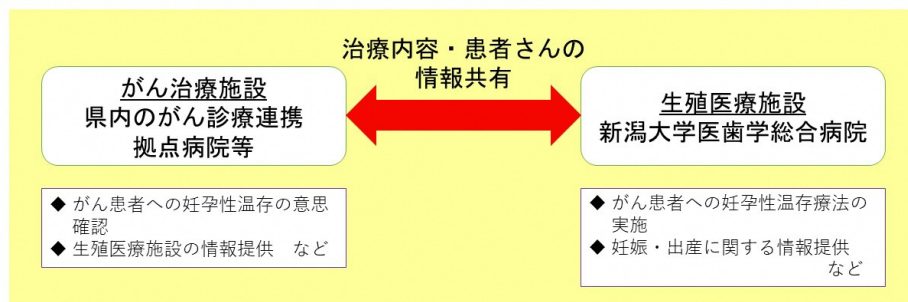 治療内容・患者さんの
情報共有
がん治療施設
県内のがん診療連携
拠点病院等
生殖医療施設
新潟大学医歯学総合病院
◆ がん患者への妊孕性温存の意思
確認
◆ 生殖医療施設の情報提供　など
◆ がん患者への妊孕性温存療法の
実施
◆ 妊娠・出産に関する情報提供
など